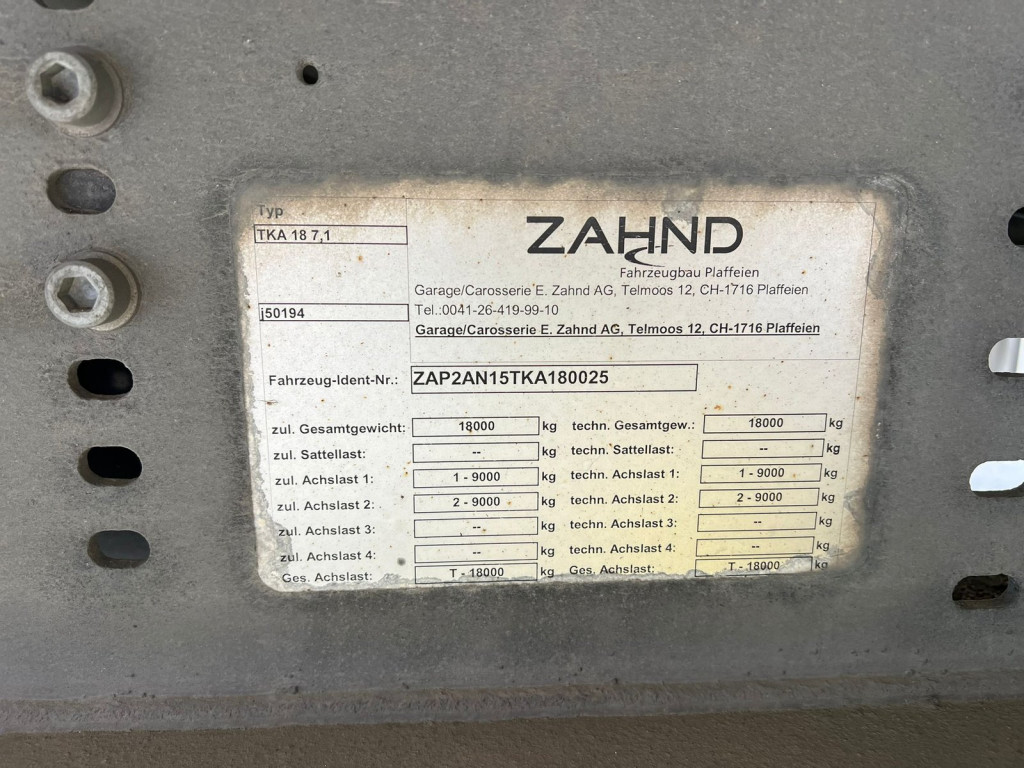 Typ
TKA 18 7,1
j50194
ZAHND
Fahrzeugbau Plaffeien
Garage/Carosserie E. Zahnd AG, Telmoos 12, CH-1716 Plaffeien
Tel.:0041-26-419-99-10
Garage/Carosserie E. Zahnd AG, Telmoos 12, CH-1716 Plaffeien
Fahrzeug-Ident-Nr.: ZAP2AN15TKA180025
zul. Gesamtgewicht: 18000 kg techn. Gesamtgew.: 18000 kg
zul. Sattellast: -- kg techn. Sattellast: -- kg
zul. Achslast 1: 1 - 9000 kg techn. Achslast 1: 1 - 9000 kg
zul. Achslast 2: 2 - 9000 kg techn. Achslast 2: 2 - 9000 kg
zul. Achslast 3: -- kg techn. Achslast 3: -- kg
zul. Achslast 4: -- kg techn. Achslast 4: -- kg
Ges. Achslast: T - 18000 kg Ges. Achslast: T - 18000 kg